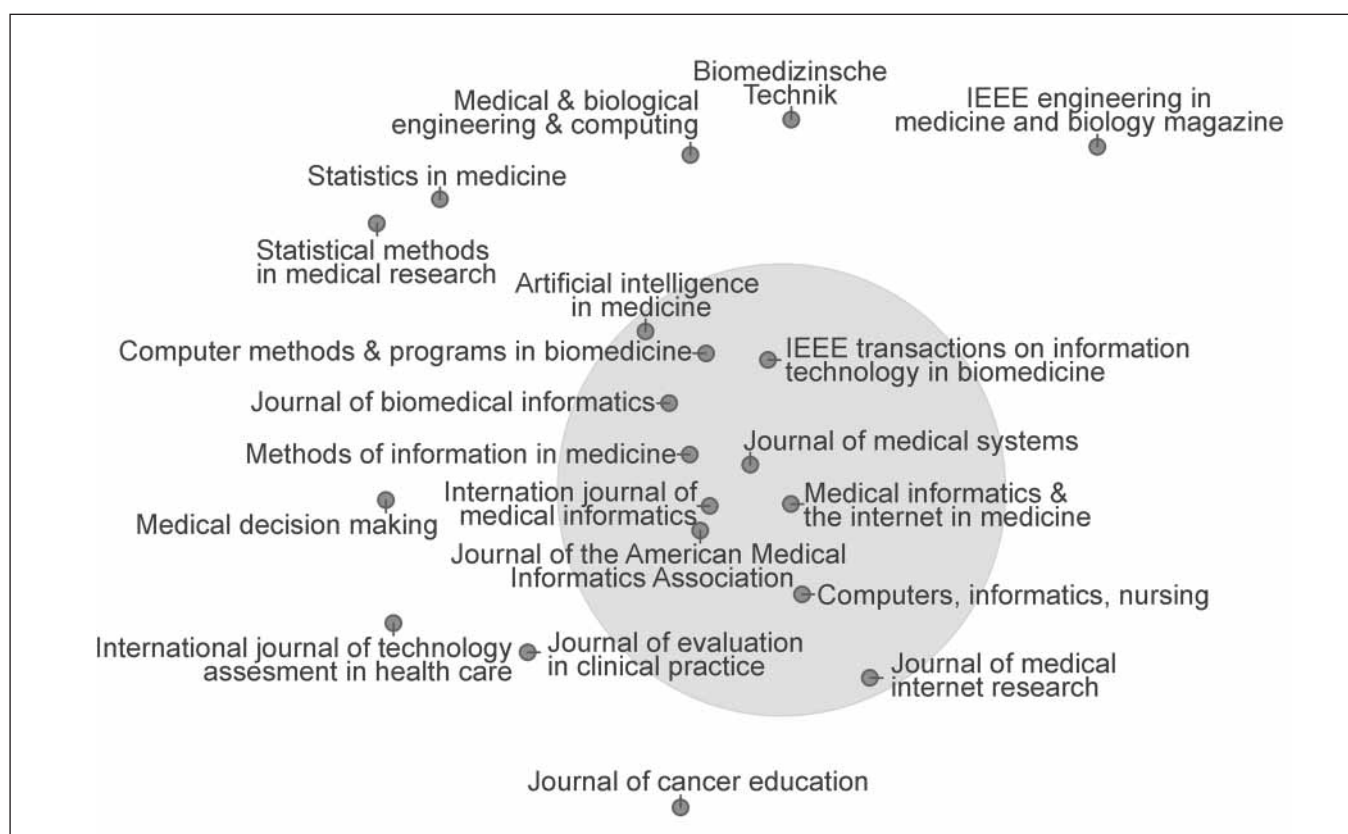 Biomedizinsche
Technik
Medical & biological
engineering & computing
IEEE engineering in
medicine and biology magazine
Statistics in medicine
Statistical methods
in medical research
Artificial intelligence
in medicine
Computer methods & programs in biomedicine
IEEE transactions on information
technology in biomedicine
Journal of biomedical informatics
Journal of medical systems
Methods of information in medicine
Internation journal of
medical informatics
Medical informatics &
the internet in medicine
Medical decision making
Journal of the American Medical
Informatics Association
Computers, informatics, nursing
International journal of technology
assesment in health care
Journal of evaluation
in clinical practice
Journal of medical
internet research
Journal of cancer education